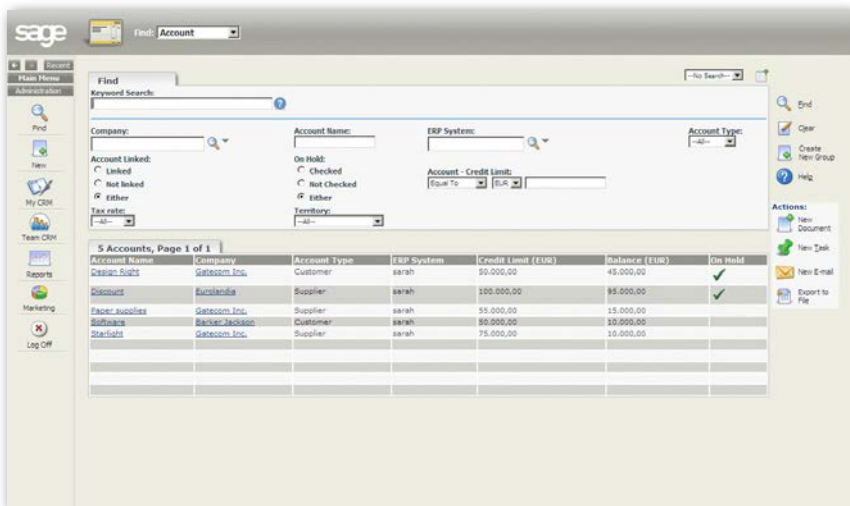 sage
Find: Account
Recent
Main Menu
Administration
Find
New
My CRM
Team CRM
Reports
Marketing
Log Off
Find
--No Search--
Keyword Search:
Company: Account Name: ERP System: Account Type:
--All--
Account Linked: On Hold:
Linked Checked Account - Credit Limit:
Not linked Not Checked Equal To EUR
Either Either
Tax rate: Territory:
--All-- --All--
5 Accounts, Page 1 of 1
Account Name Company Account Type ERP System Credit Limit (EUR) Balance (EUR) On Hold
Design Right Gatecom Inc. Customer sarah 50.000,00 45.000,00
Discount Eurolandia Supplier sarah 100.000,00 95.000,00
Paper supplies Gatecom Inc. Supplier sarah 55.000,00 15.000,00
Software Barker Jackson Customer sarah 50.000,00 10.000,00
Starlight Gatecom Inc. Supplier sarah 75.000,00 10.000,00
Find
Clear
Create
New Group
Help
Actions:
New
Document
New Task
New E-mail
Export to
File